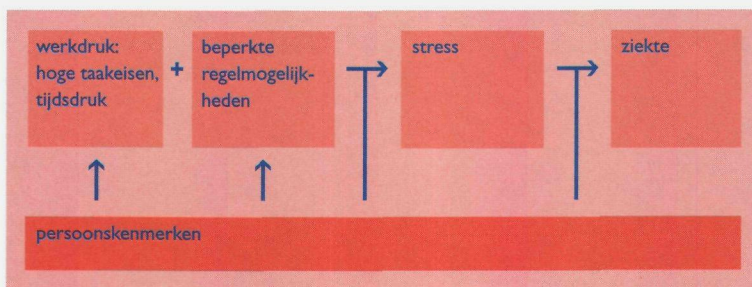 werkdruk:
hoge taakeisen,
tijdsdruk
+
beperkte
regelmogelijk-
heden
stress
ziekte
persoonskenmerken